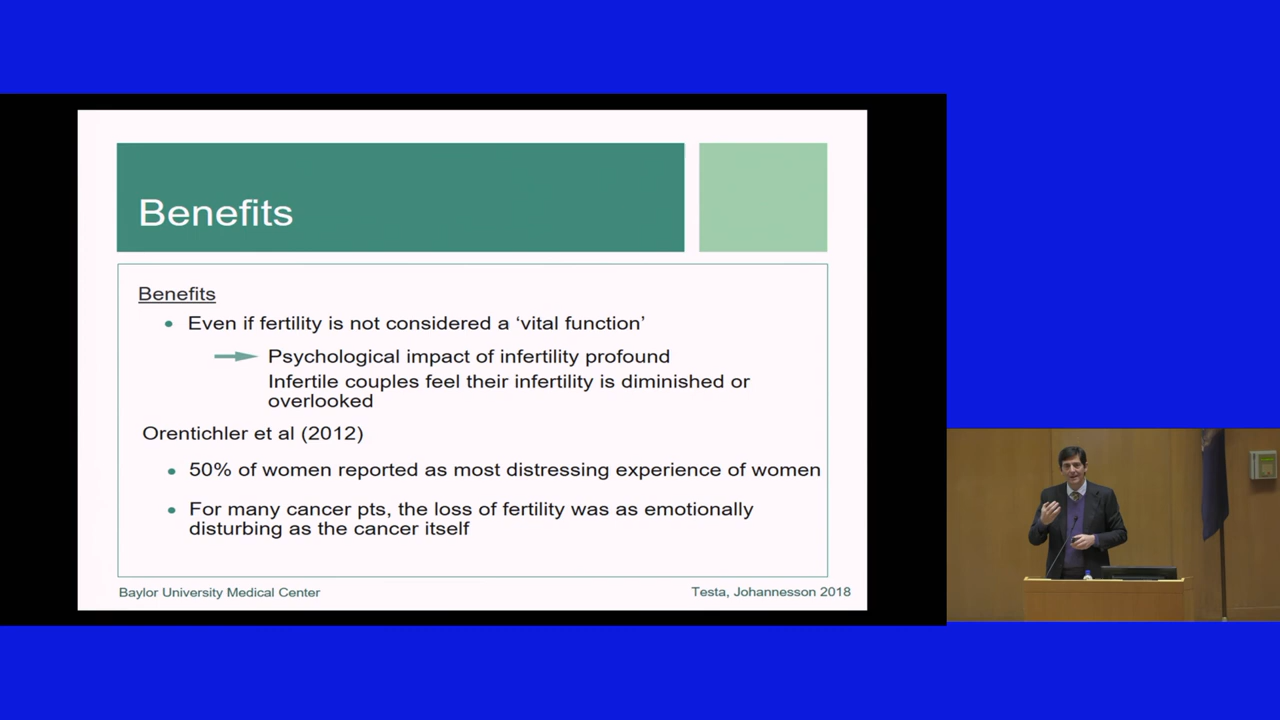 Benefits
Benefits
• Even if fertility is not considered a ‘vital function’
Psychological impact of infertility profound
Infertile couples feel their infertility is diminished or
overlooked
Orentichler et al (2012)
• 50% of women reported as most distressing experience of women
• For many cancer pts, the loss of fertility was as emotionally
disturbing as the cancer itself
Baylor University Medical Center
Testa, Johannesson 2018